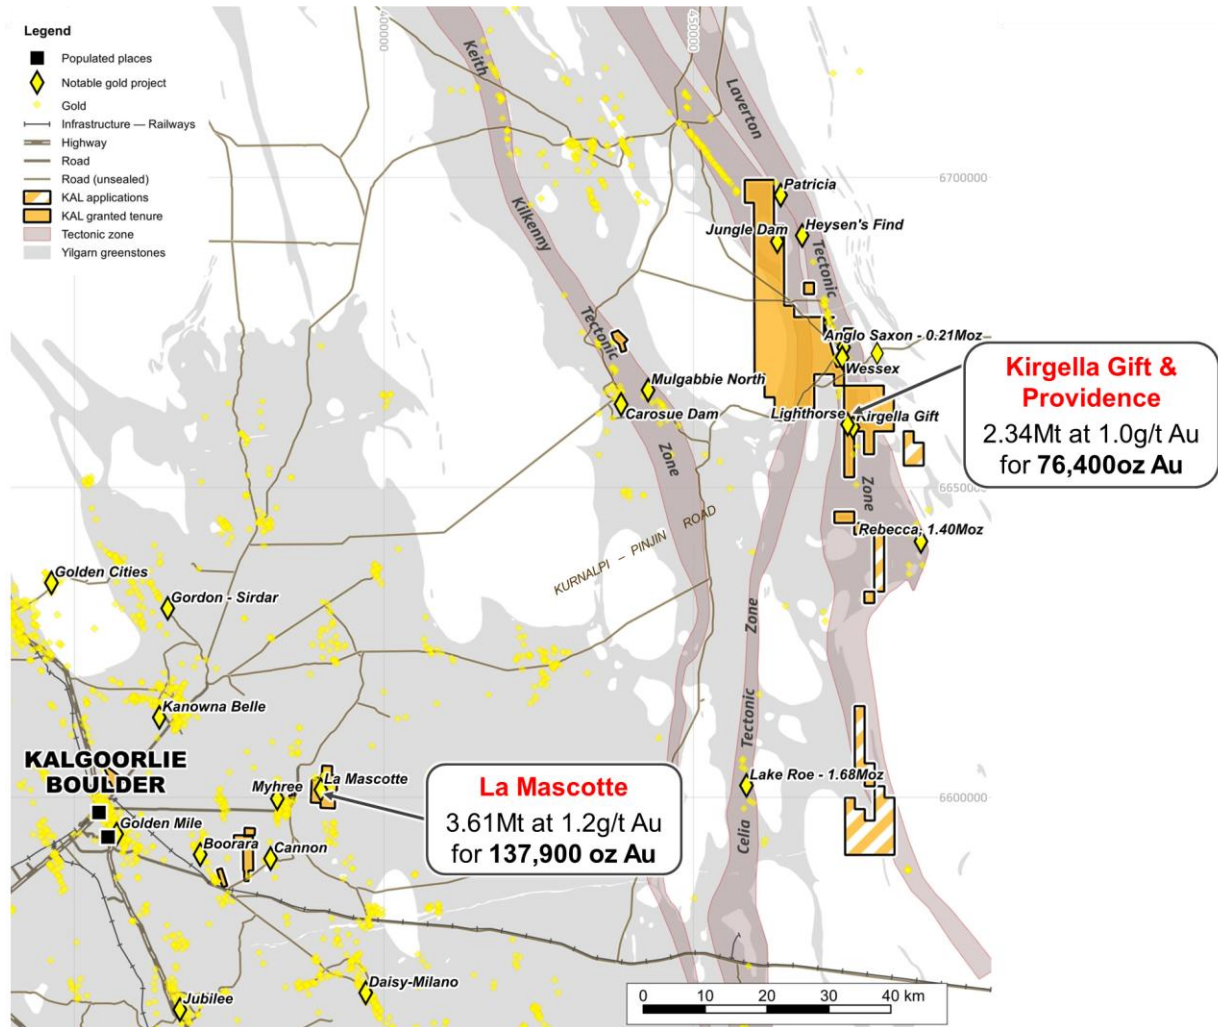 Legend
Populated places
Notable gold project
Gold
Infrastructure — Railways
Highway
Road
Road (unsealed)
KAL applications
KAL granted tenure
Tectonic zone
Yilgarn greenstones
400000
450000
Keith
Kilkenny
Tectonic
Zone
Laverton
Tectonic
Zone
6700000
Patricia
Jungle Dam
Heysen's Find
Anglo Saxon - 0.21Moz
Wessex
Mulgabbie North
Carosue Dam
Lighthorse
Kirgella Gift
Kirgella Gift &
Providence
2.34Mt at 1.0g/t Au
for 76,400oz Au
6650000
KURNALPI – PINJIN ROAD
Rebecca, 1.40Moz
Golden Cities
Gordon - Sirdar
Zone
Tectonic
Celia
Kanowna Belle
KALGOORLIE
BOULDER
Golden Mile
Myhree
La Mascotte
Boorara
Cannon
La Mascotte
3.61Mt at 1.2g/t Au
for 137,900 oz Au
Lake Roe - 1.68Moz
6600000
Jubilee
Daisy-Milano
0 10 20 30 40 km